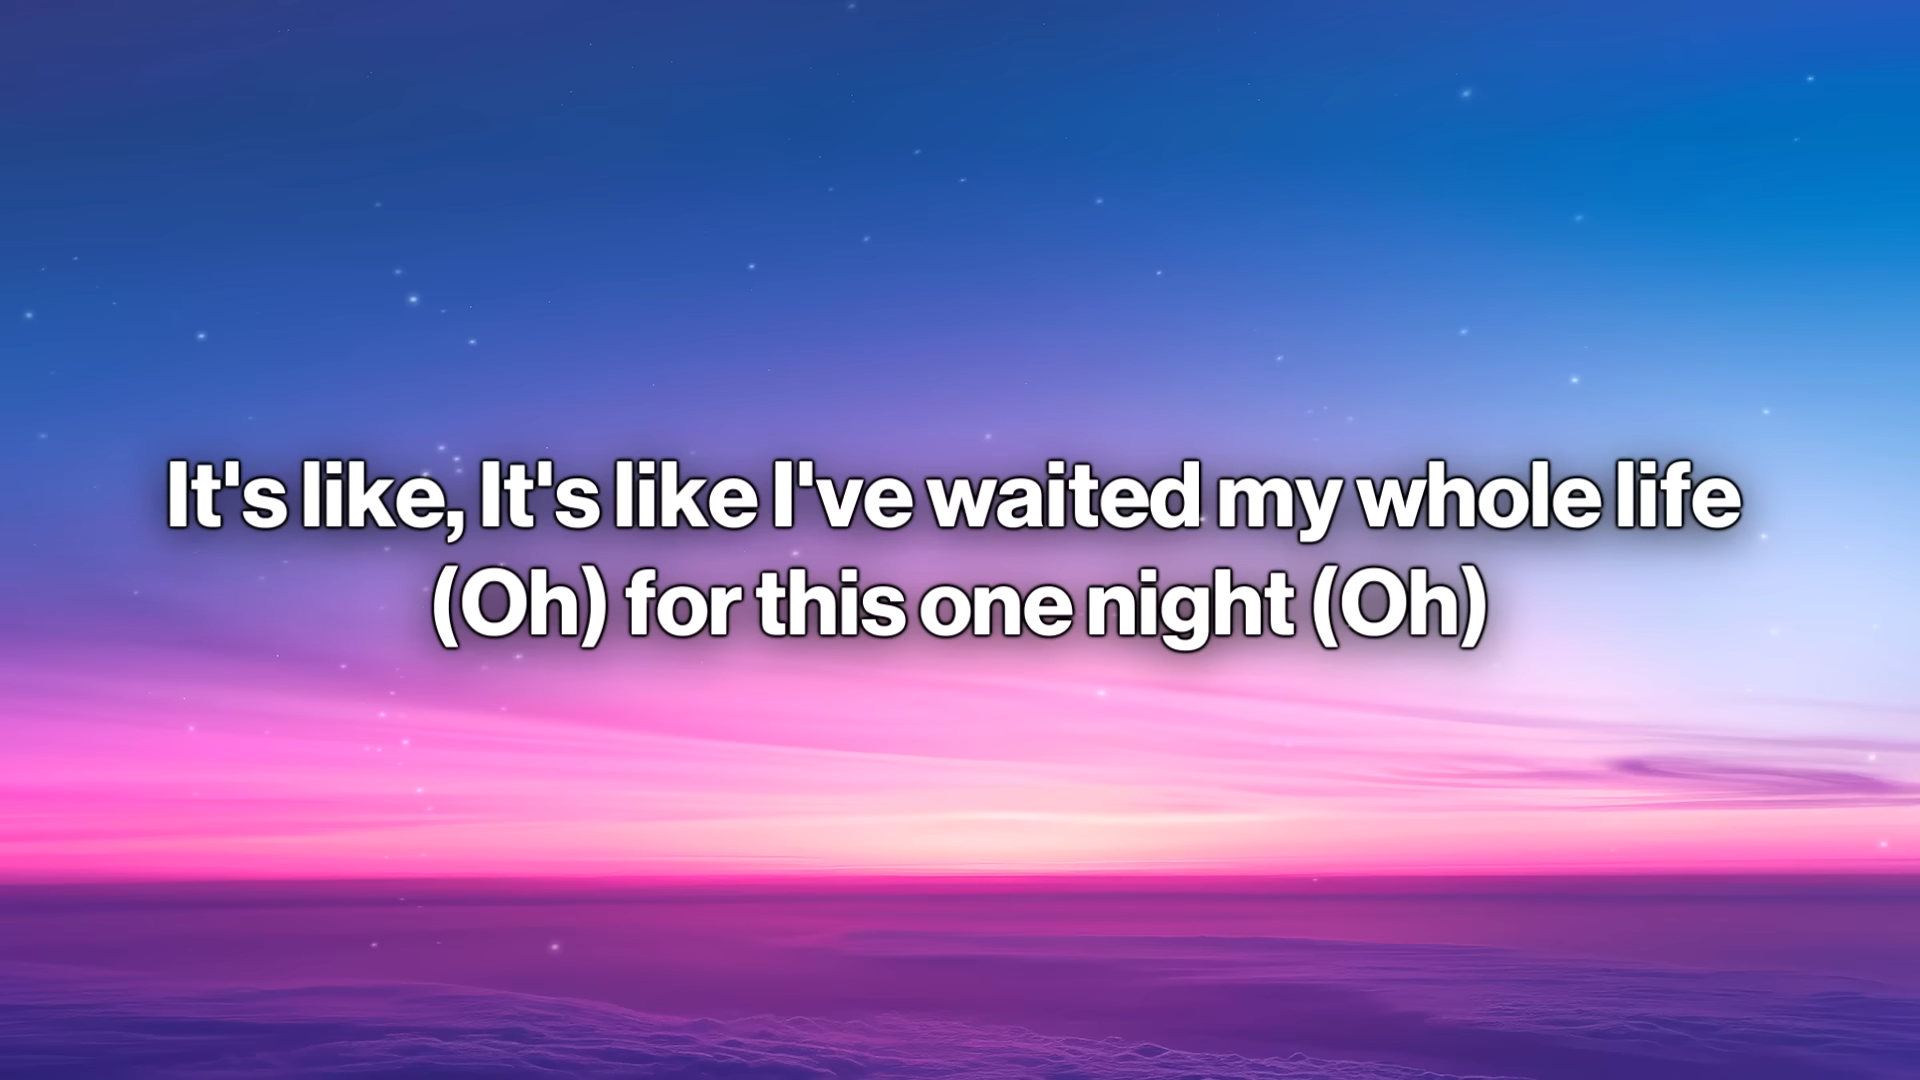 It's like, It's like I've waited my whole life
(Oh) for this one night (Oh)